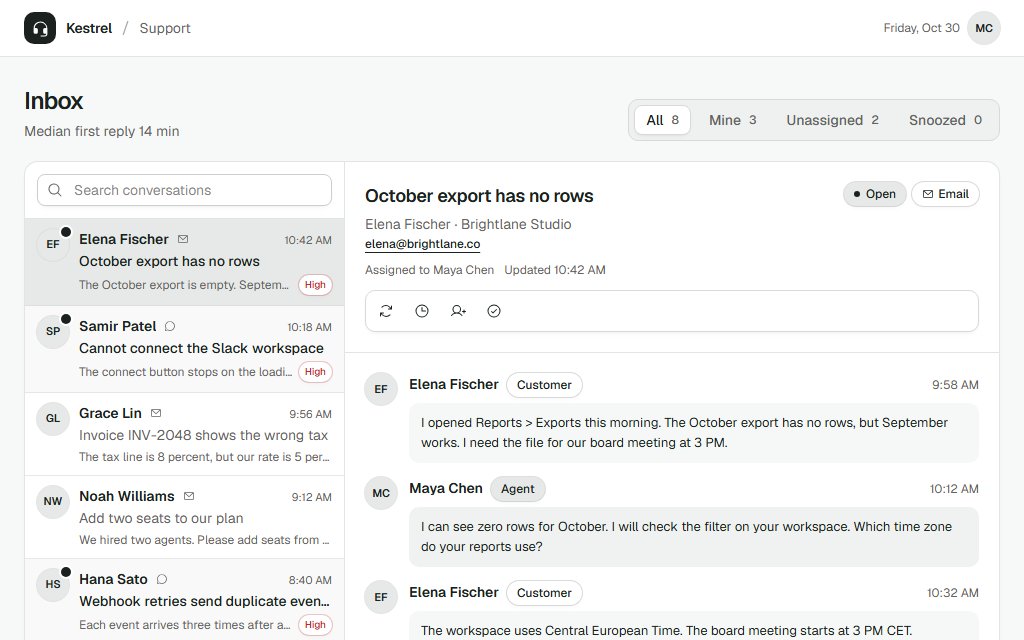 Kestrel / Support
Friday, Oct 30 MC
Inbox
Median first reply 14 min
All 8 Mine 3 Unassigned 2 Snoozed 0
Search conversations
EF Elena Fischer 10:42 AM
October export has no rows
The October export is empty. Septem... High
SP Samir Patel 10:18 AM
Cannot connect the Slack workspace
The connect button stops on the loadi... High
GL Grace Lin 9:56 AM
Invoice INV-2048 shows the wrong tax
The tax line is 8 percent, but our rate is 5 per...
NW Noah Williams 9:12 AM
Add two seats to our plan
We hired two agents. Please add seats from ...
HS Hana Sato 8:40 AM
Webhook retries send duplicate even...
Each event arrives three times after a... High
October export has no rows
Open Email
Elena Fischer · Brightlane Studio
elena@brightlane.co
Assigned to Maya Chen Updated 10:42 AM
EF Elena Fischer Customer 9:58 AM
I opened Reports > Exports this morning. The October export has no rows, but September
works. I need the file for our board meeting at 3 PM.
MC Maya Chen Agent 10:12 AM
I can see zero rows for October. I will check the filter on your workspace. Which time zone
do your reports use?
EF Elena Fischer Customer 10:32 AM
The workspace uses Central European Time. The board meeting starts at 3 PM CET.